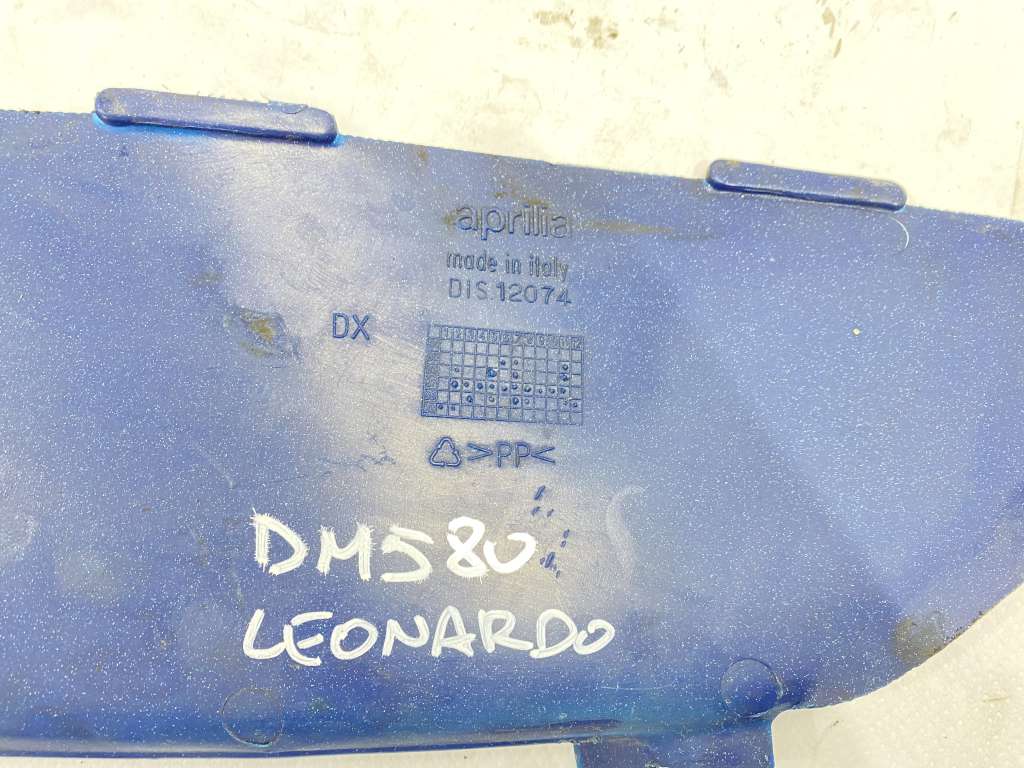 aprilia
made in italy
DIS.12074
DX
>PP<
DM580
LEONARDO